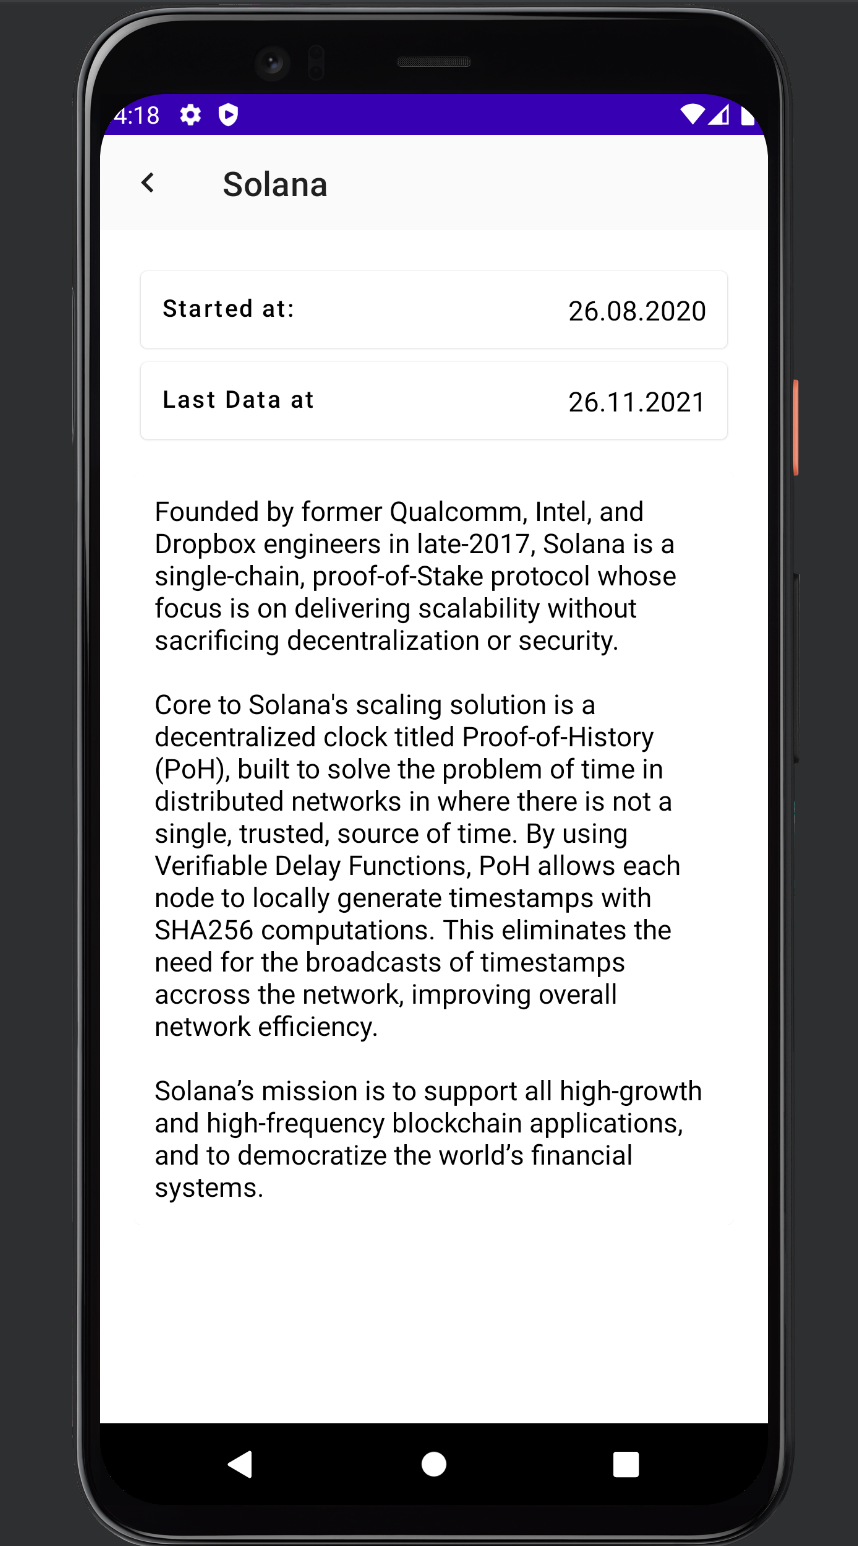 4:18
Solana
Started at:
26.08.2020
Last Data at
26.11.2021
Founded by former Qualcomm, Intel, and
Dropbox engineers in late-2017, Solana is a
single-chain, proof-of-Stake protocol whose
focus is on delivering scalability without
sacrificing decentralization or security.
Core to Solana's scaling solution is a
decentralized clock titled Proof-of-History
(PoH), built to solve the problem of time in
distributed networks in where there is not a
single, trusted, source of time. By using
Verifiable Delay Functions, PoH allows each
node to locally generate timestamps with
SHA256 computations. This eliminates the
need for the broadcasts of timestamps
accross the network, improving overall
network efficiency.
Solana’s mission is to support all high-growth
and high-frequency blockchain applications,
and to democratize the world’s financial
systems.